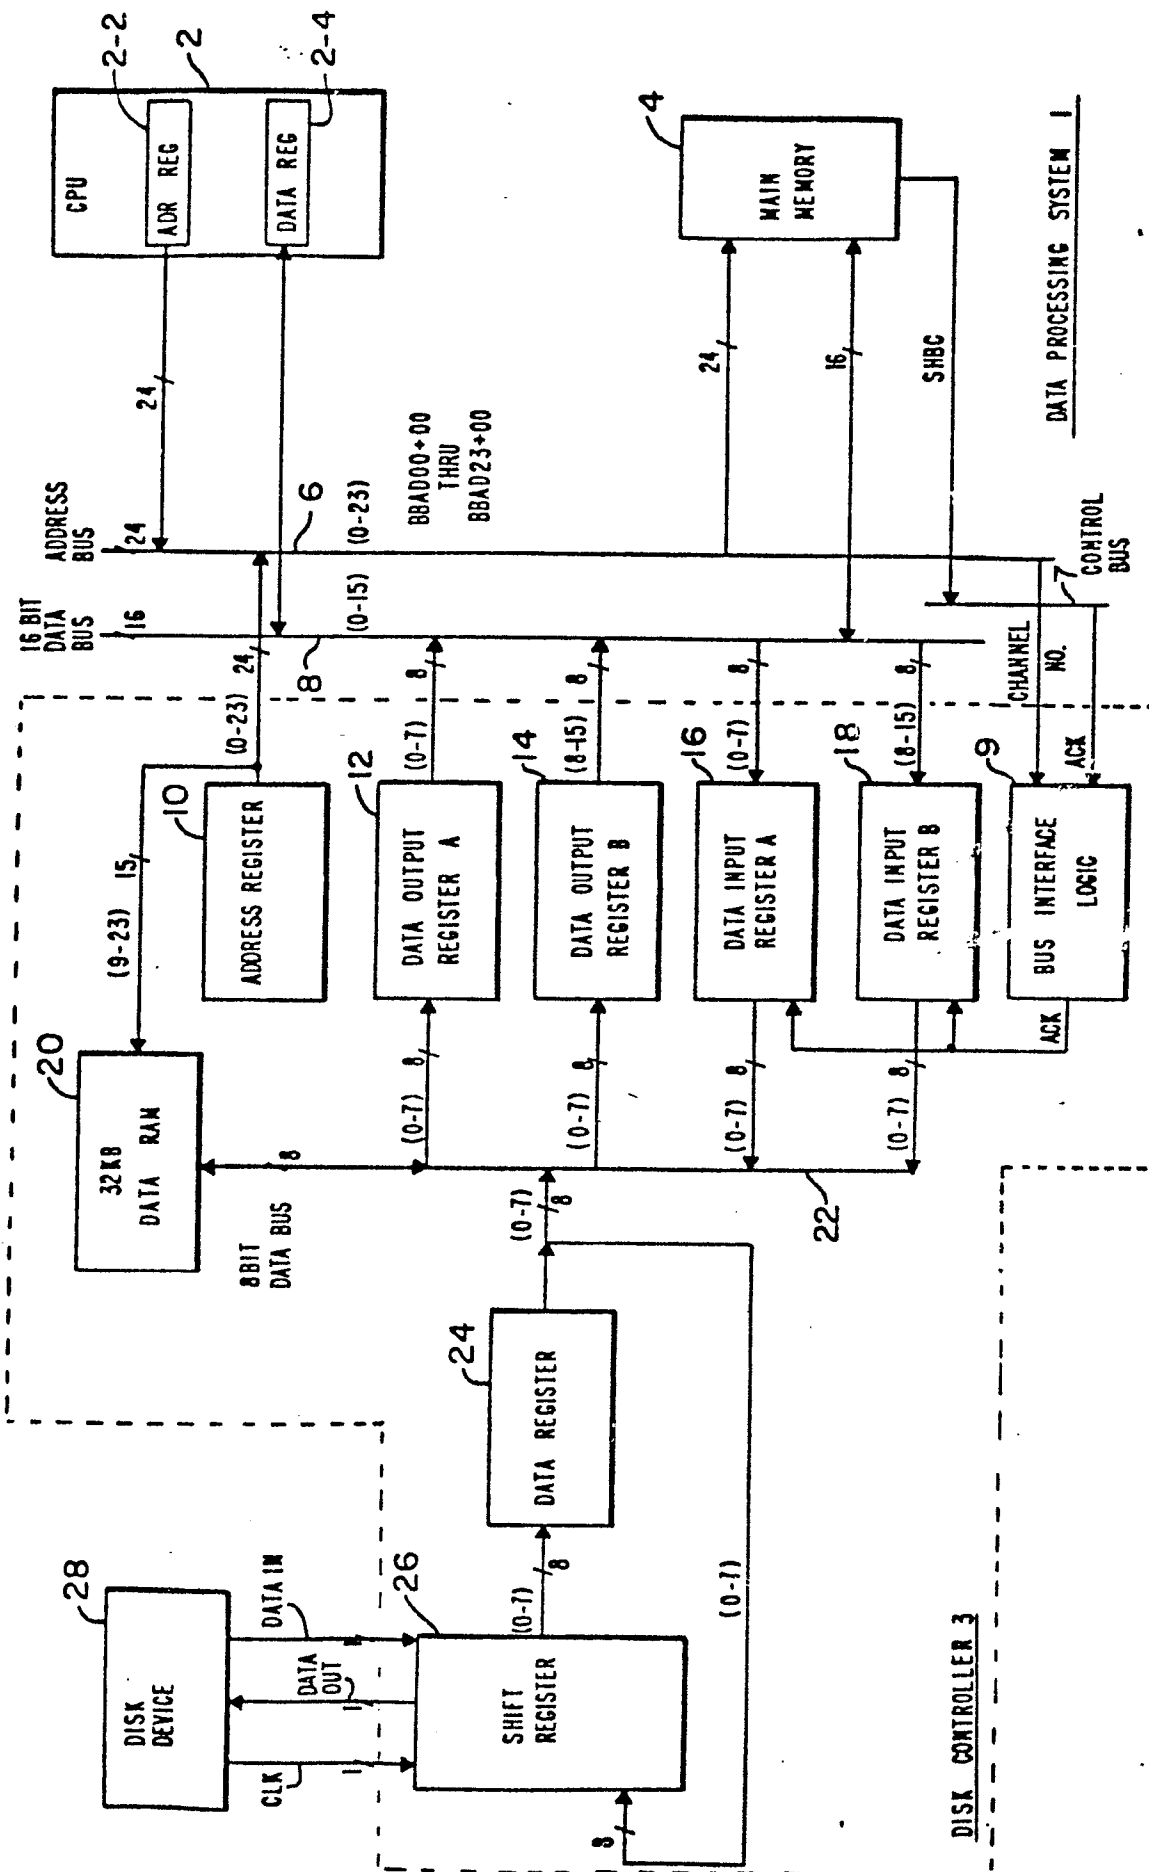 CPU
ADR REG
DATA REG
2-2
2
2-4
24
MAIN
MEMORY
4
24
16
SHBC
DATA PROCESSING SYSTEM 1
ADDRESS
BUS
24
6
(0-23)
BBAD00+00
THRU
BBAD23+00
16 BIT
DATA
BUS
16
8
(0-15)
CONTROL
BUS
7
CHANNEL
NO.
ACK
(0-23)
24
(9-23)
15
10
ADDRESS REGISTER
12
DATA OUTPUT
REGISTER A
(0-7)
8
(0-7)
8
14
DATA OUTPUT
REGISTER B
(8-15)
8
(0-7)
8
16
DATA INPUT
REGISTER A
(0-7)
8
(0-7)
8
18
DATA INPUT
REGISTER B
(8-15)
8
(0-7)
8
9
BUS INTERFACE
LOGIC
ACK
20
32KB
DATA RAM
8
8 BIT
DATA BUS
22
(0-7)
8
24
DATA REGISTER
(0-7)
8
26
SHIFT
REGISTER
8
(0-7)
28
DISK
DEVICE
DATA IN
1
DATA
OUT
1
CLK
1
DISK CONTROLLER 3